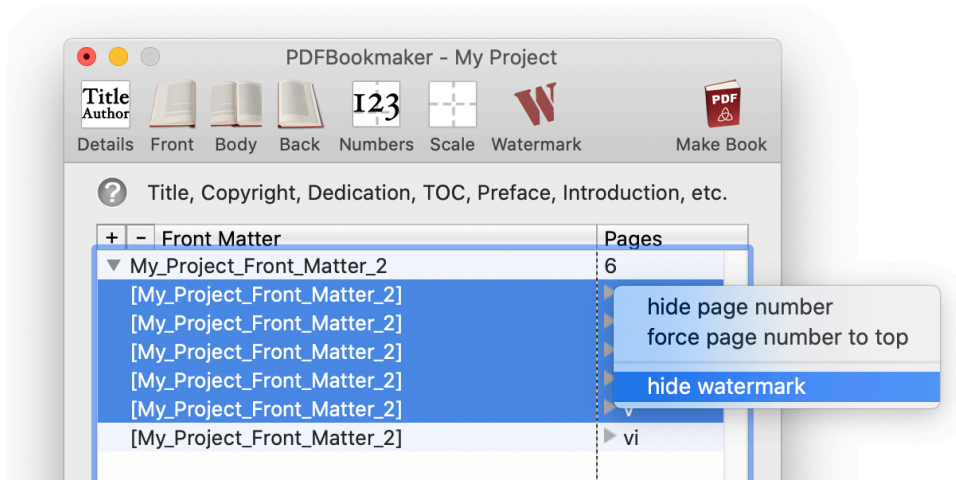 PDFBookmaker - My Project
Title
Author
123
W
PDF
Details Front Body Back Numbers Scale Watermark Make Book
? Title, Copyright, Dedication, TOC, Preface, Introduction, etc.
+ - Front Matter Pages
My_Project_Front_Matter_2 6
[My_Project_Front_Matter_2]
hide page number
[My_Project_Front_Matter_2]
force page number to top
[My_Project_Front_Matter_2]
[My_Project_Front_Matter_2]
hide watermark
[My_Project_Front_Matter_2] v
[My_Project_Front_Matter_2] vi